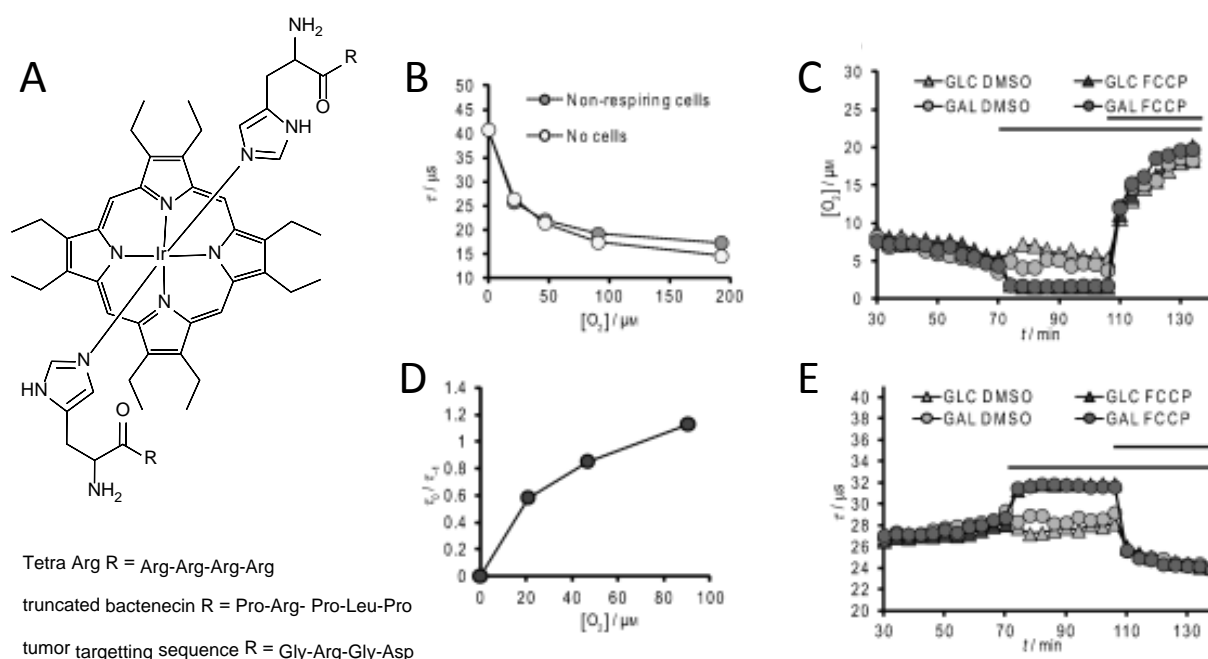 A
NH₂
R
O
NH
N
N
N
Ir
N
N
N
HN
O
R
NH₂
Tetra Arg R = Arg-Arg-Arg-Arg
truncated bactenecin R = Pro-Arg- Pro-Leu-Pro
tumor targetting sequence R = Gly-Arg-Gly-Asp
B
50
45
40
35
30
25
20
15
10
τ / µs
Non-respiring cells
No cells
0 50 100 150 200
[O₂] / µM
C
30
25
20
15
10
5
0
[O₂] / µM
GLC DMSO GLC FCCP
GAL DMSO GAL FCCP
30 50 70 90 110 130
t / min
D
1.4
1.2
1
0.8
0.6
0.4
0.2
0
τ₀ / τ₋₁
0 20 40 60 80 100
[O₂] / µM
E
40
38
36
34
32
30
28
26
24
22
20
τ / µs
GLC DMSO GLC FCCP
GAL DMSO GAL FCCP
30 50 70 90 110 130
t / min